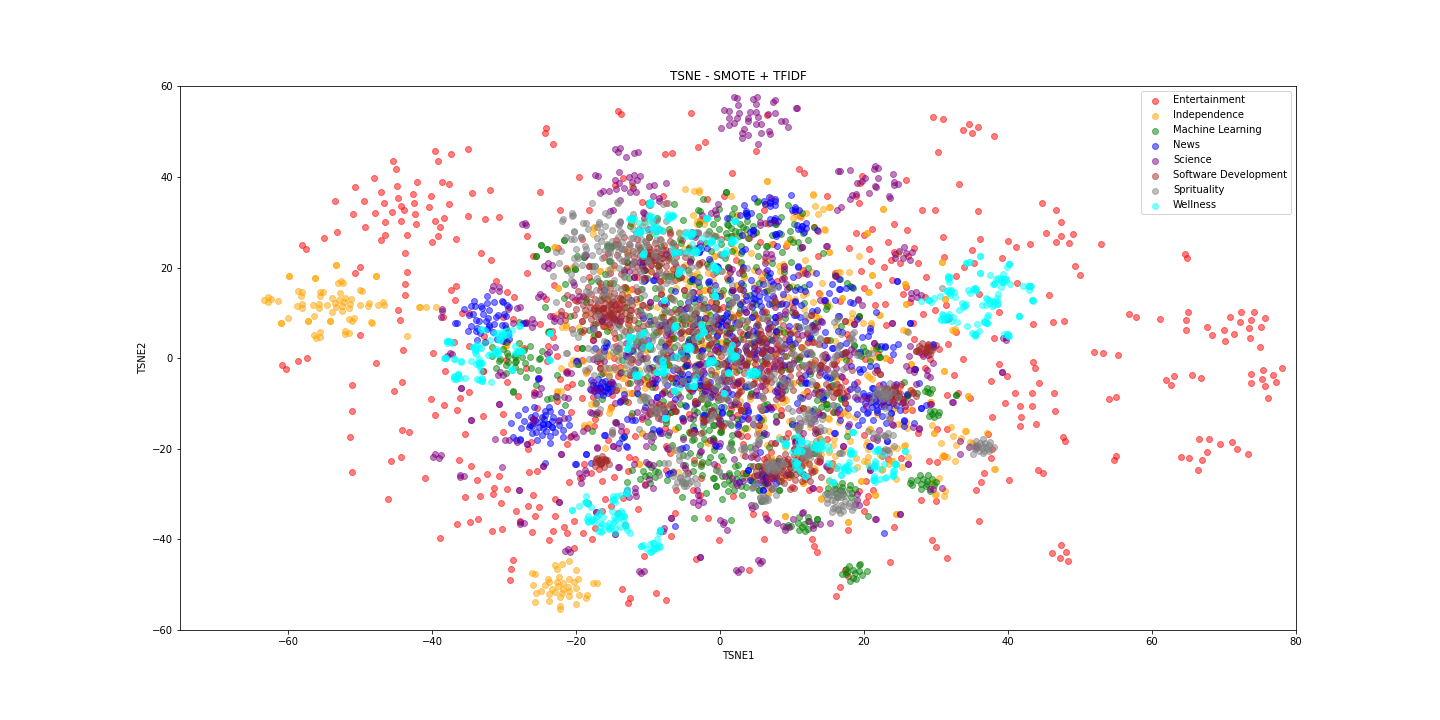 TSNE - SMOTE + TFIDF
Entertainment
Independence
Machine Learning
News
Science
Software Development
Sprituality
Wellness
60
40
20
0
−20
−40
−60
TSNE2
−60
−40
−20
0
20
40
60
80
TSNE1